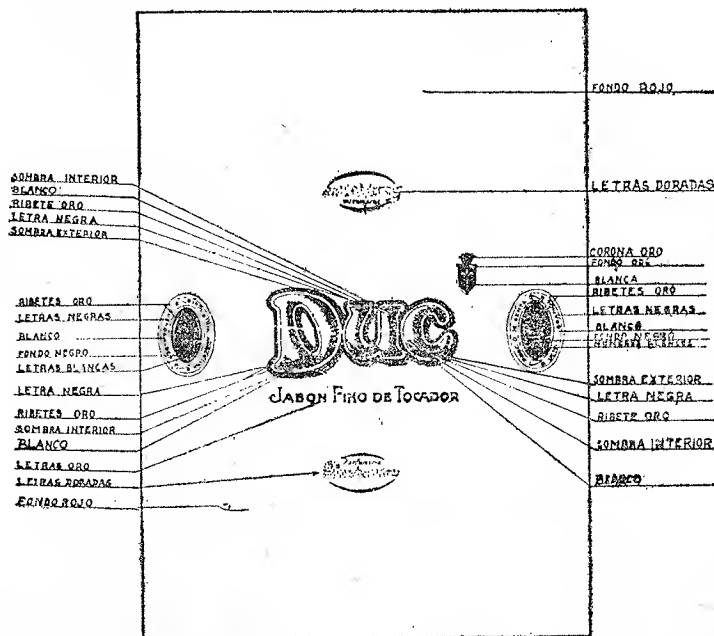 FONDO ROJO
SOMBRA INTERIOR
BLANCO
RIBETE ORO
LETRA NEGRA
SOMBRA EXTERIOR
LETRAS DORADAS
CORONA ORO
FONDO ORO
BLANCA
RIBETES ORO
LETRAS NEGRAS
BLANCO
FONDO NEGRO
RIBETES ORO
LETRAS NEGRAS
BLANCO
FONDO NEGRO
LETRAS BLANCAS
DUC
JABON FINO DE TOCADOR
LETRA NEGRA
RIBETES ORO
SOMBRA INTERIOR
BLANCO
LETRAS ORO
LETRAS DORADAS
FONDO ROJO
SOMBRA EXTERIOR
LETRA NEGRA
RIBETE ORO
SOMBRA INTERIOR
BLANCO